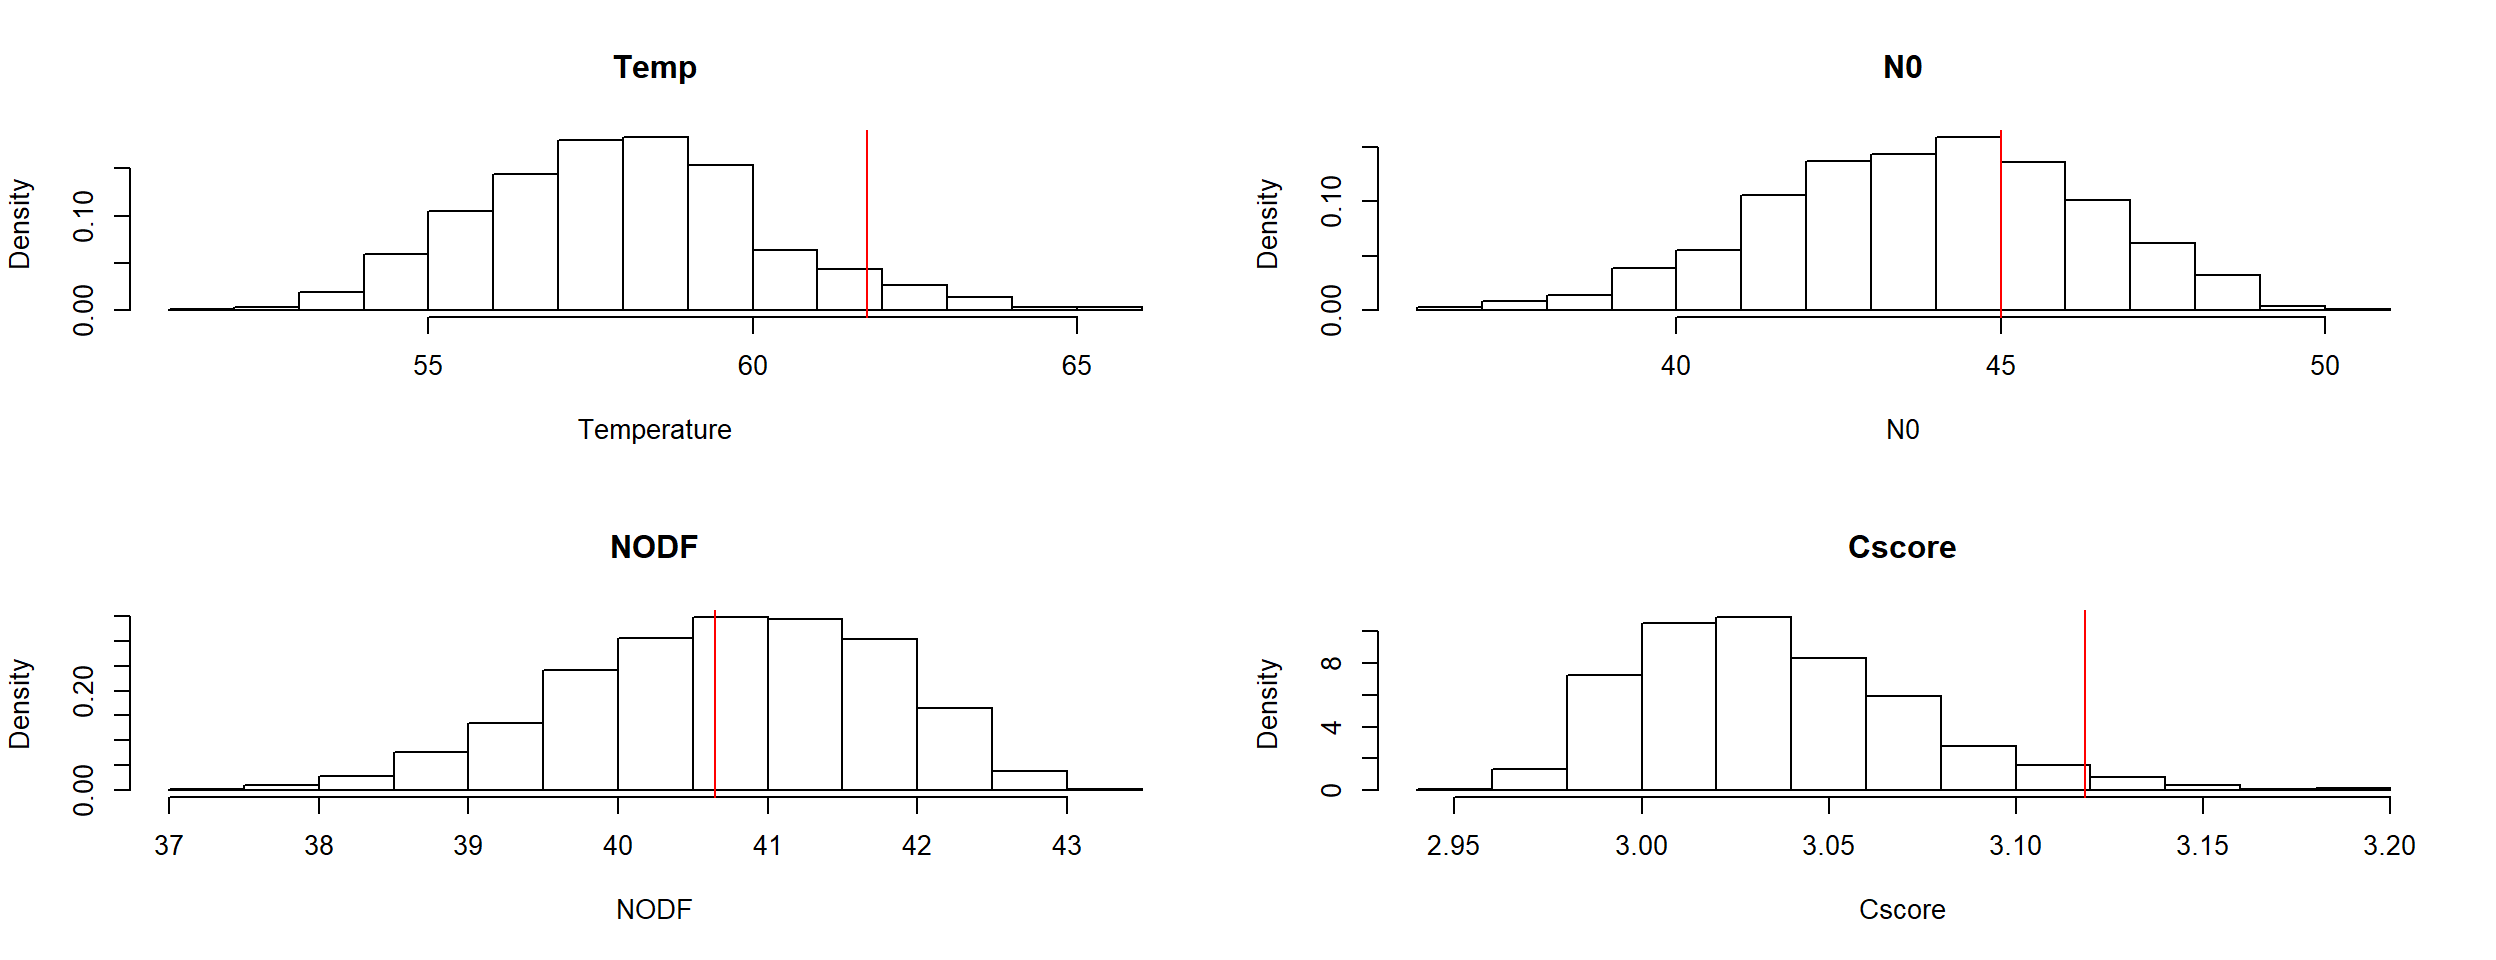 Temp
Density
0.00 0.10
55 60 65
Temperature
N0
Density
0.00 0.10
40 45 50
N0
NODF
Density
0.00 0.20
37 38 39 40 41 42 43
NODF
Cscore
Density
0 4 8
2.95 3.00 3.05 3.10 3.15 3.20
Cscore